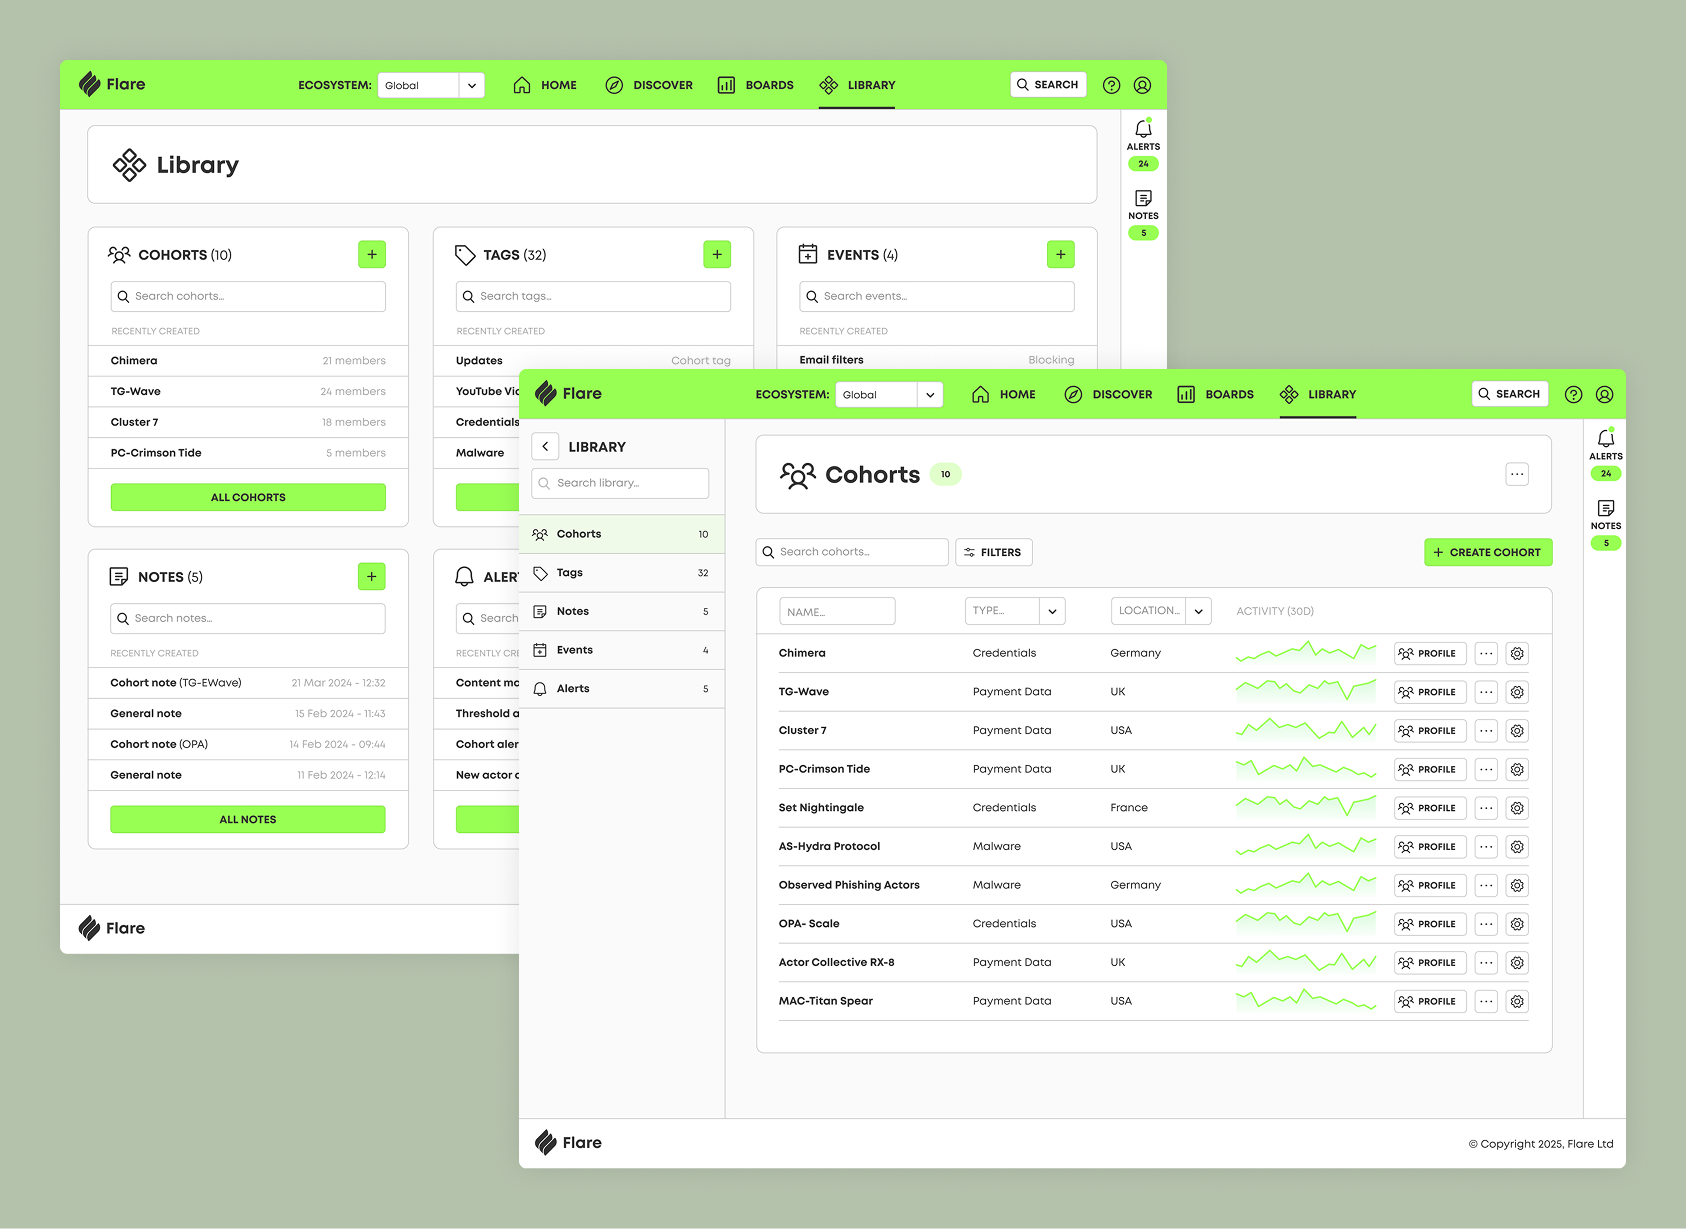 Flare
ECOSYSTEM: Global HOME DISCOVER BOARDS LIBRARY SEARCH
Library
ALERTS
24
NOTES
5
COHORTS (10)
Search cohorts...
RECENTLY CREATED
Chimera 21 members
TG-Wave 24 members
Cluster 7 18 members
PC-Crimson Tide 5 members
ALL COHORTS
TAGS (32)
Search tags...
RECENTLY CREATED
Updates Cohort tag
YouTube Vi
Credentials
Malware
EVENTS (4)
Search events...
RECENTLY CREATED
Email filters Blocking
NOTES (5)
Search notes...
RECENTLY CREATED
Cohort note (TG-EWave) 21 Mar 2024 - 12:32
General note 15 Feb 2024 - 11:43
Cohort note (OPA) 14 Feb 2024 - 09:44
General note 11 Feb 2024 - 12:14
ALL NOTES
ALER
Search
RECENTLY CRE
Content mo
Threshold a
Cohort aler
New actor
Flare
Flare
ECOSYSTEM: Global HOME DISCOVER BOARDS LIBRARY SEARCH
LIBRARY
Search library...
Cohorts 10
Tags 32
Notes 5
Events 4
Alerts 5
Cohorts 10
...
ALERTS
24
NOTES
5
Search cohorts... FILTERS + CREATE COHORT
NAME... TYPE... LOCATION... ACTIVITY (30D)
Chimera Credentials Germany PROFILE ...
TG-Wave Payment Data UK PROFILE ...
Cluster 7 Payment Data USA PROFILE ...
PC-Crimson Tide Payment Data UK PROFILE ...
Set Nightingale Credentials France PROFILE ...
AS-Hydra Protocol Malware USA PROFILE ...
Observed Phishing Actors Malware Germany PROFILE ...
OPA- Scale Credentials USA PROFILE ...
Actor Collective RX-8 Payment Data UK PROFILE ...
MAC-Titan Spear Payment Data USA PROFILE ...
Flare
© Copyright 2025, Flare Ltd